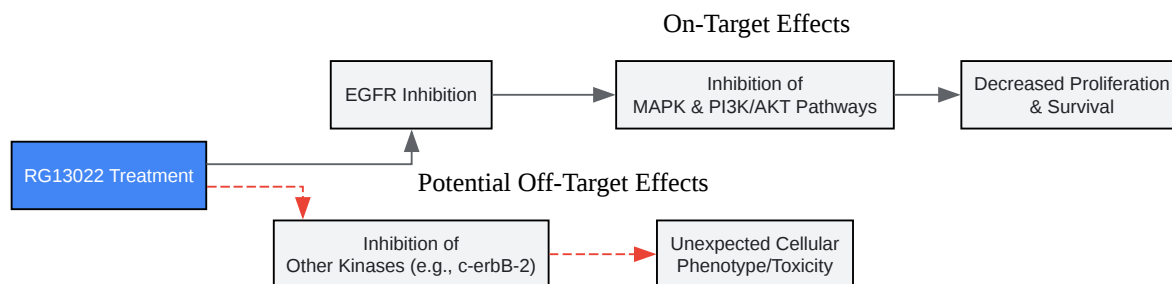 On-Target Effects
EGFR Inhibition
Inhibition of
MAPK & PI3K/AKT Pathways
Decreased Proliferation
& Survival
RG13022 Treatment
Potential Off-Target Effects
Inhibition of
Other Kinases (e.g., c-erbB-2)
Unexpected Cellular
Phenotype/Toxicity